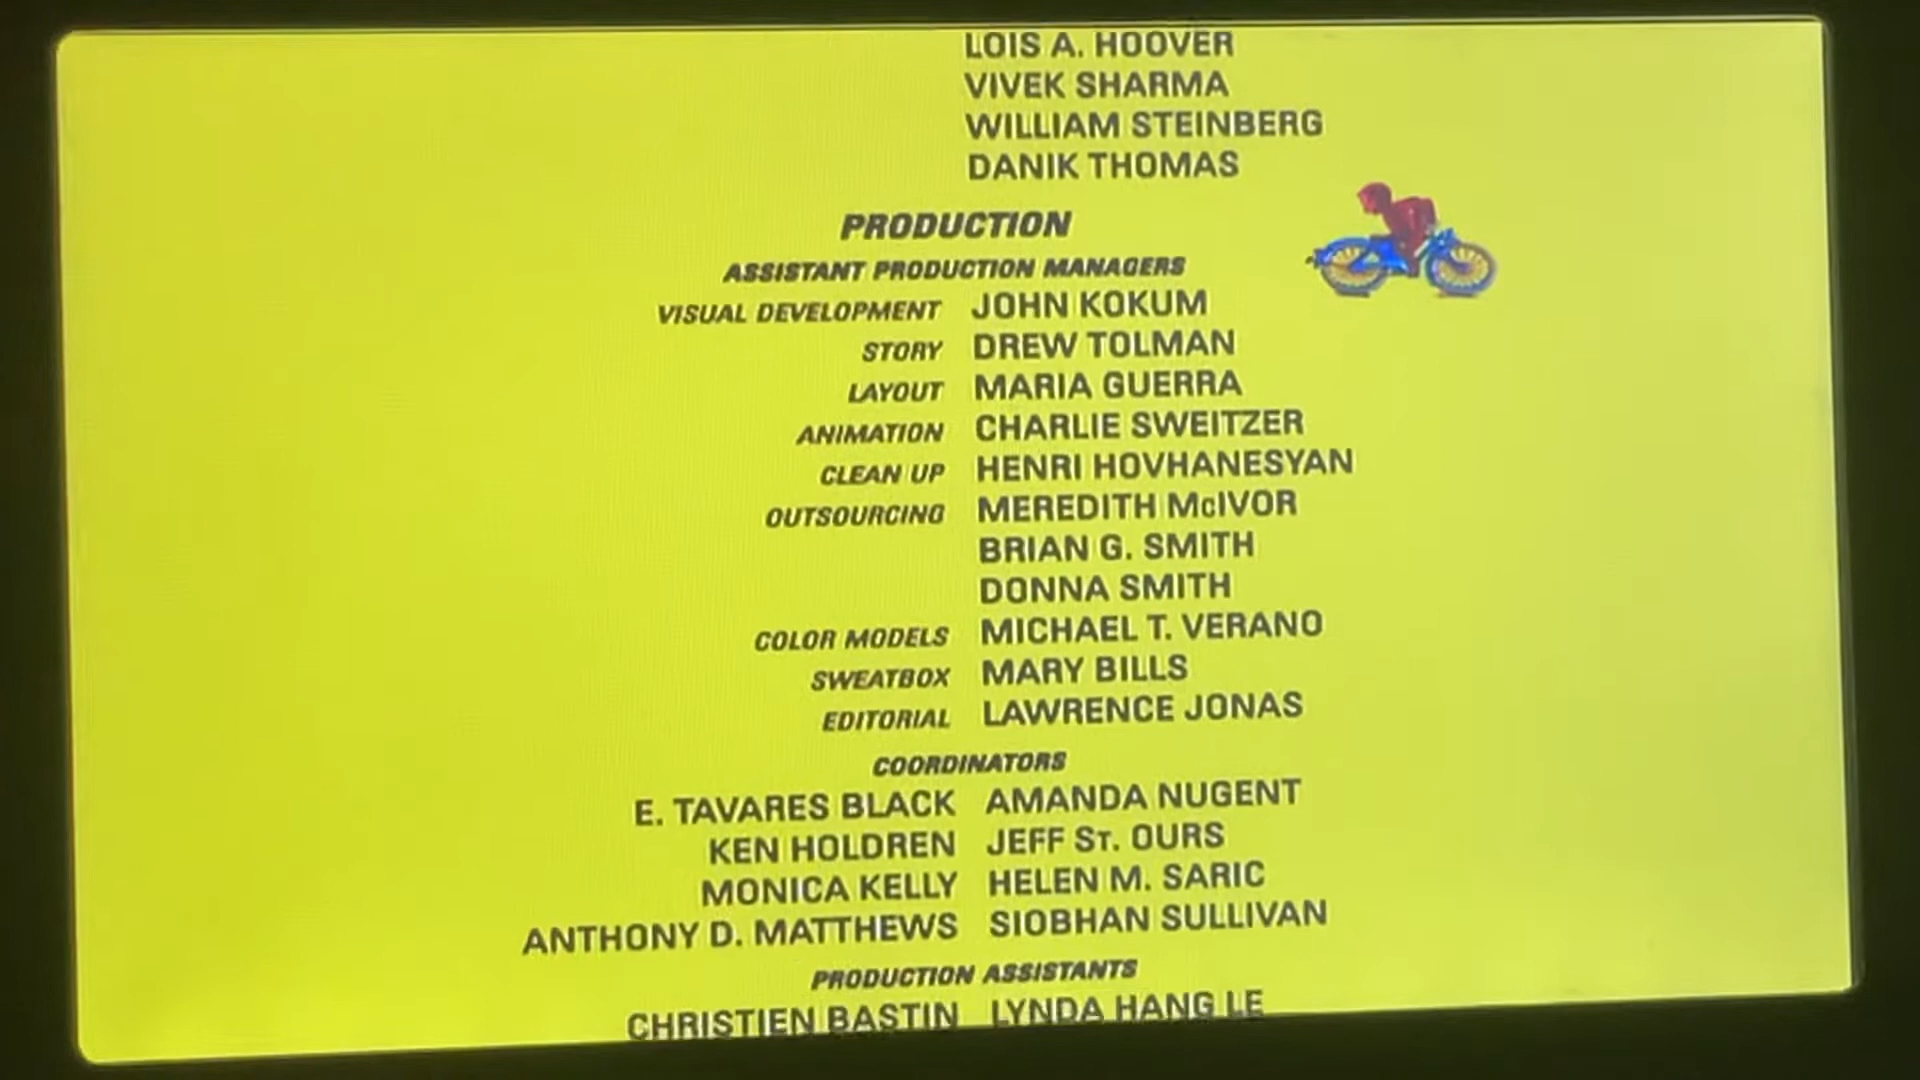 LOIS A. HOOVER
VIVEK SHARMA
WILLIAM STEINBERG
DANIK THOMAS
PRODUCTION
ASSISTANT PRODUCTION MANAGERS
VISUAL DEVELOPMENT JOHN KOKUM
STORY DREW TOLMAN
LAYOUT MARIA GUERRA
ANIMATION CHARLIE SWEITZER
CLEAN UP HENRI HOVHANESYAN
OUTSOURCING MEREDITH McIVOR
BRIAN G. SMITH
DONNA SMITH
COLOR MODELS MICHAEL T. VERANO
SWEATBOX MARY BILLS
EDITORIAL LAWRENCE JONAS
COORDINATORS
E. TAVARES BLACK AMANDA NUGENT
KEN HOLDREN JEFF ST. OURS
MONICA KELLY HELEN M. SARIC
ANTHONY D. MATTHEWS SIOBHAN SULLIVAN
PRODUCTION ASSISTANTS
CHRISTIEN BASTIN LYNDA HANG LE